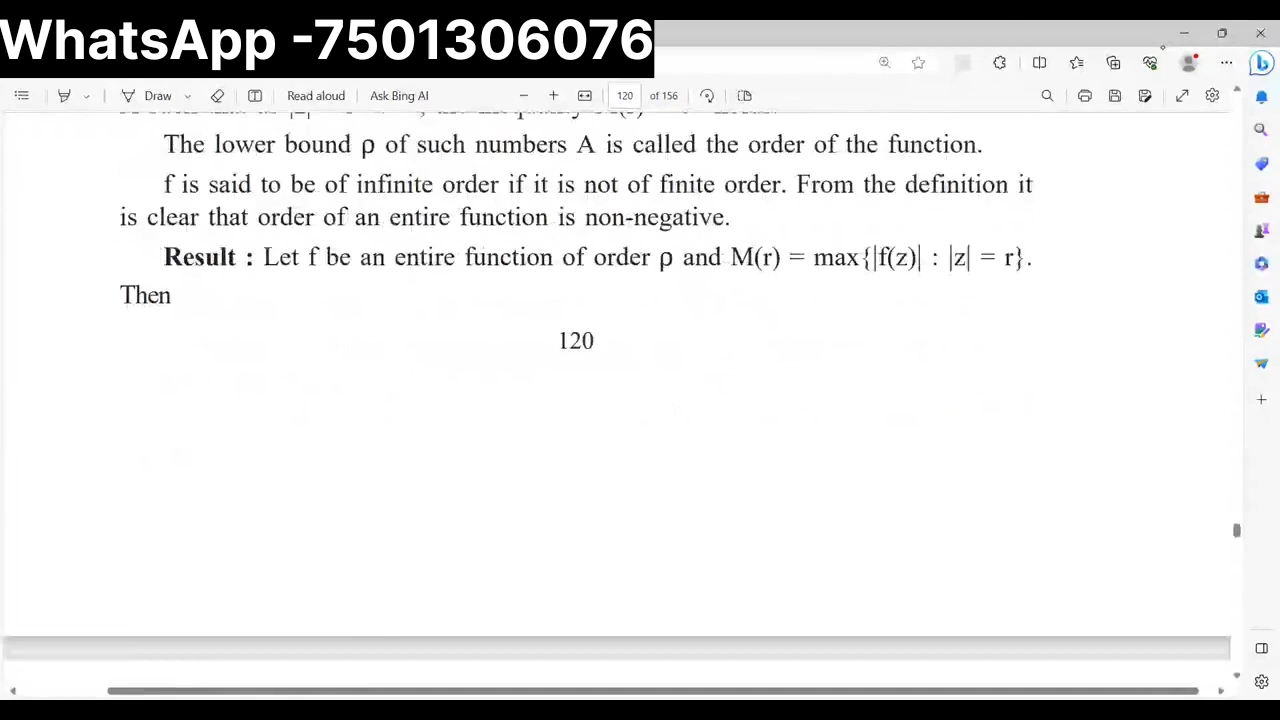 WhatsApp -7501306076
Draw
Read aloud
Ask Bing AI
120 of 156
The lower bound ρ of such numbers A is called the order of the function.
f is said to be of infinite order if it is not of finite order. From the definition it
is clear that order of an entire function is non-negative.
Result : Let f be an entire function of order ρ and M(r) = max{|f(z)| : |z| = r}.
Then
120